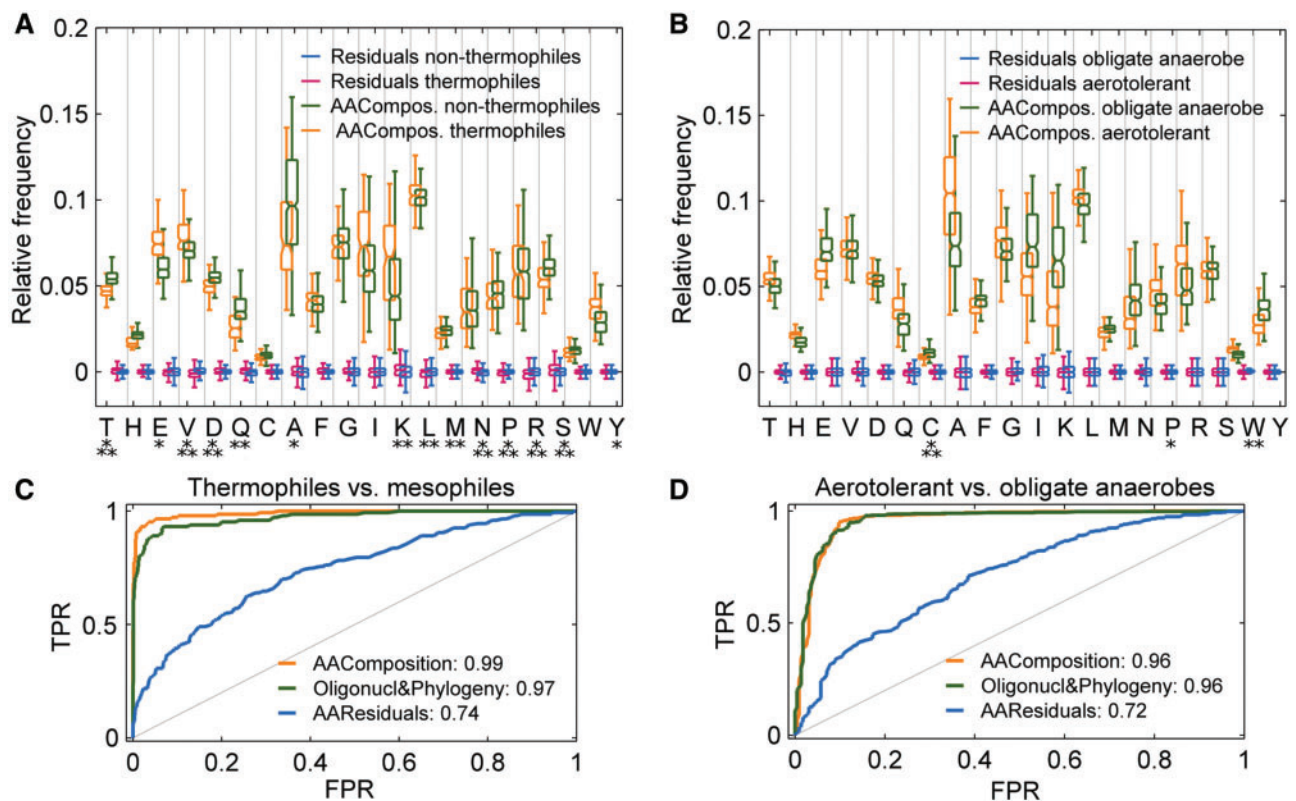 A
0.2
0.15
0.1
0.05
0
Relative frequency
Residuals non-thermophiles
Residuals thermophiles
AACompos. non-thermophiles
AACompos. thermophiles
T H E V D Q C A F G I K L M N P R S W Y
⁂ * ⁂ ⁂ ** * ** ** ** ⁂ ⁂ ** ⁂ *
B
0.2
0.15
0.1
0.05
0
Relative frequency
Residuals obligate anaerobe
Residuals aerotolerant
AACompos. obligate anaerobe
AACompos. aerotolerant
T H E V D Q C A F G I K L M N P R S W Y
⁂ * **
C
Thermophiles vs. mesophiles
1
0.5
0
TPR
AAComposition: 0.99
Oligonucl&Phylogeny: 0.97
AAResiduals: 0.74
0 0.2 0.4 0.6 0.8 1
FPR
D
Aerotolerant vs. obligate anaerobes
1
0.5
0
TPR
AAComposition: 0.96
Oligonucl&Phylogeny: 0.96
AAResiduals: 0.72
0 0.2 0.4 0.6 0.8 1
FPR